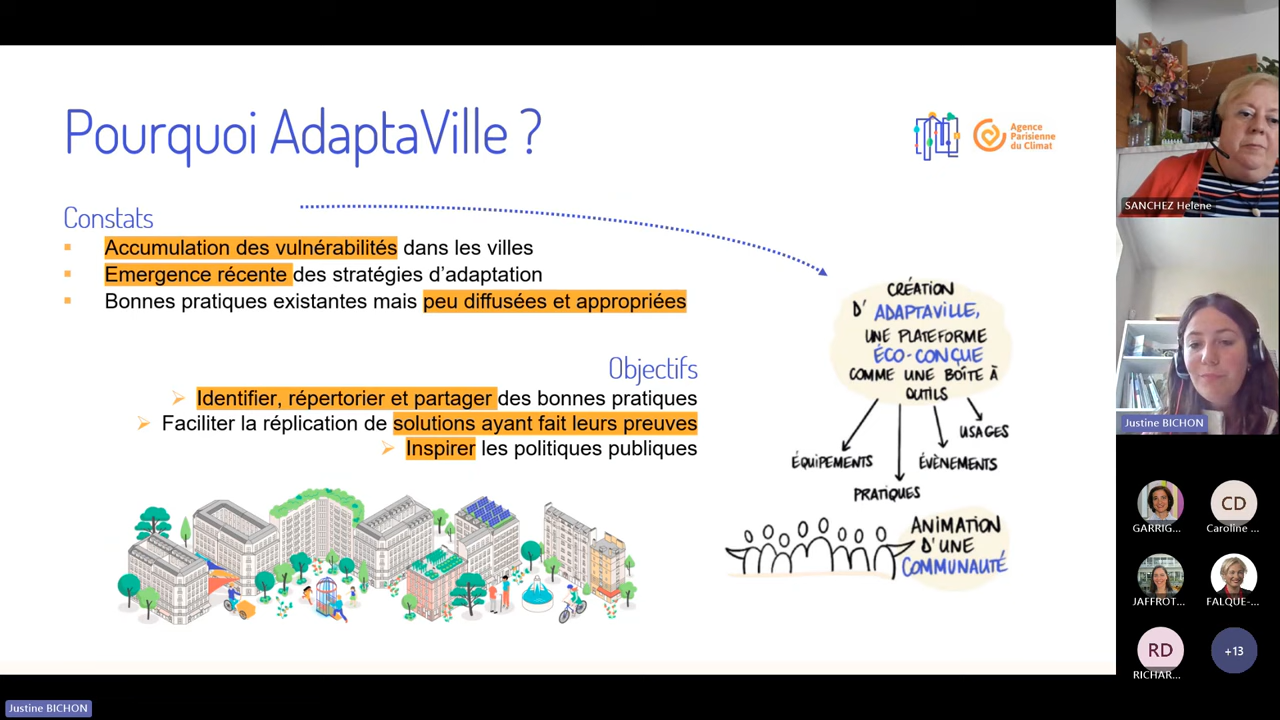 Pourquoi AdaptaVille ?
Agence
Parisienne
du Climat
Constats
Accumulation des vulnérabilités dans les villes
Emergence récente des stratégies d'adaptation
Bonnes pratiques existantes mais peu diffusées et appropriées
Objectifs
Identifier, répertorier et partager des bonnes pratiques
Faciliter la réplication de solutions ayant fait leurs preuves
Inspirer les politiques publiques
CRÉATION
D' ADAPTAVILLE,
UNE PLATEFORME
ÉCO-CONÇUE
COMME UNE BOÎTE À
OUTILS
USAGES
ÉQUIPEMENTS
ÉVÈNEMENTS
PRATIQUES
ANIMATION
D'UNE
COMMUNAUTÉ
SANCHEZ Helene
Justine BICHON
GARRIG...
CD
Caroline ...
JAFFROT...
FALQUE-...
RD
RICHAR...
+13
Justine BICHON